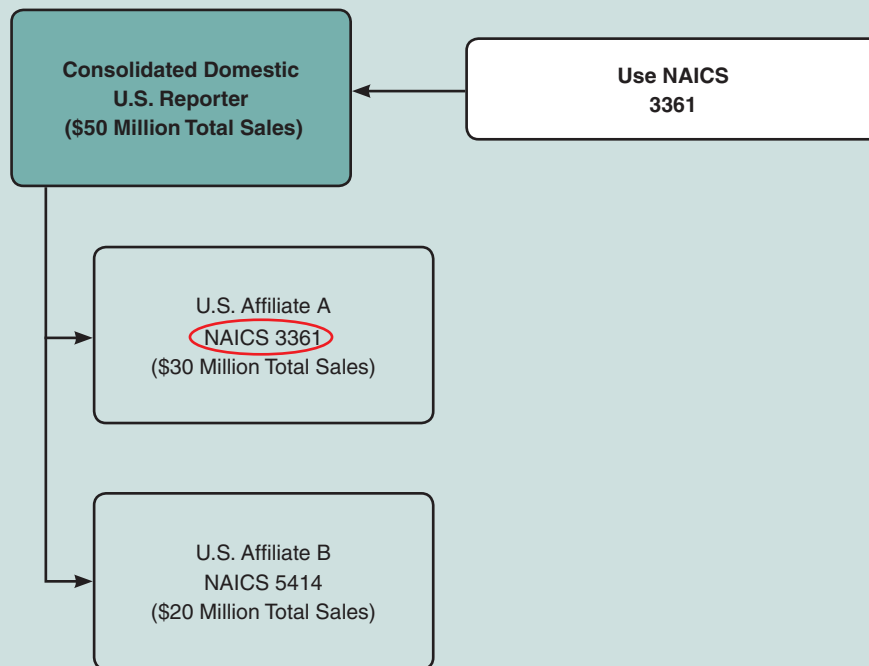 Consolidated Domestic
U.S. Reporter
($50 Million Total Sales)
Use NAICS
3361
U.S. Affiliate A
NAICS 3361
($30 Million Total Sales)
U.S. Affiliate B
NAICS 5414
($20 Million Total Sales)